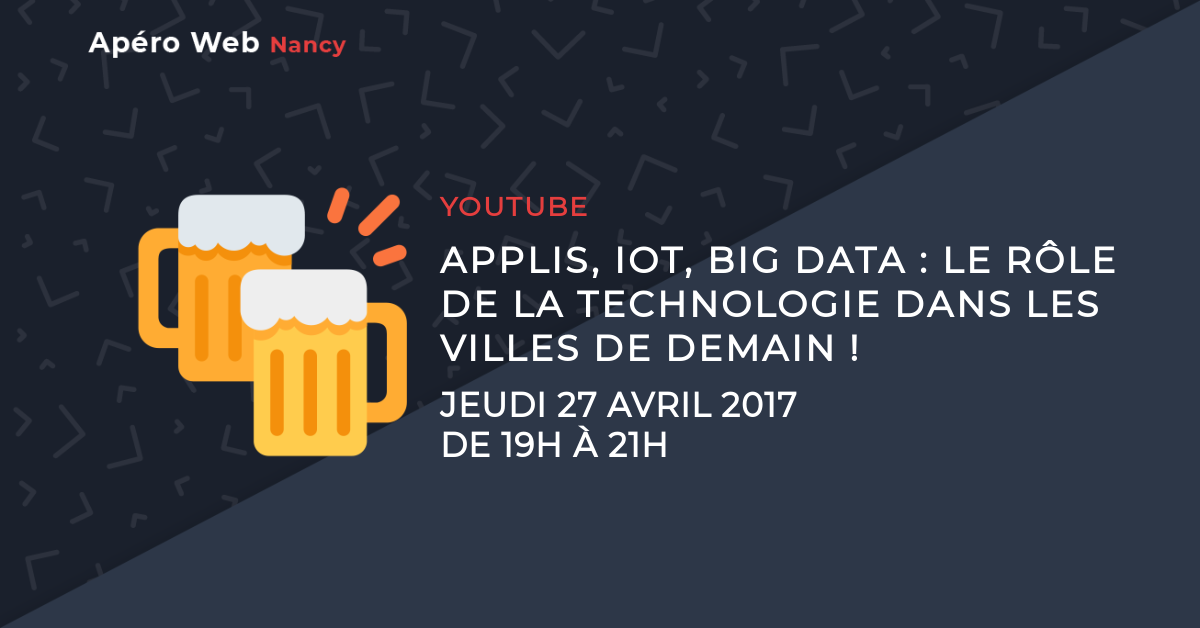 Apéro Web Nancy
YOUTUBE
APPLIS, IOT, BIG DATA : LE RÔLE
DE LA TECHNOLOGIE DANS LES
VILLES DE DEMAIN !
JEUDI 27 AVRIL 2017
DE 19H À 21H